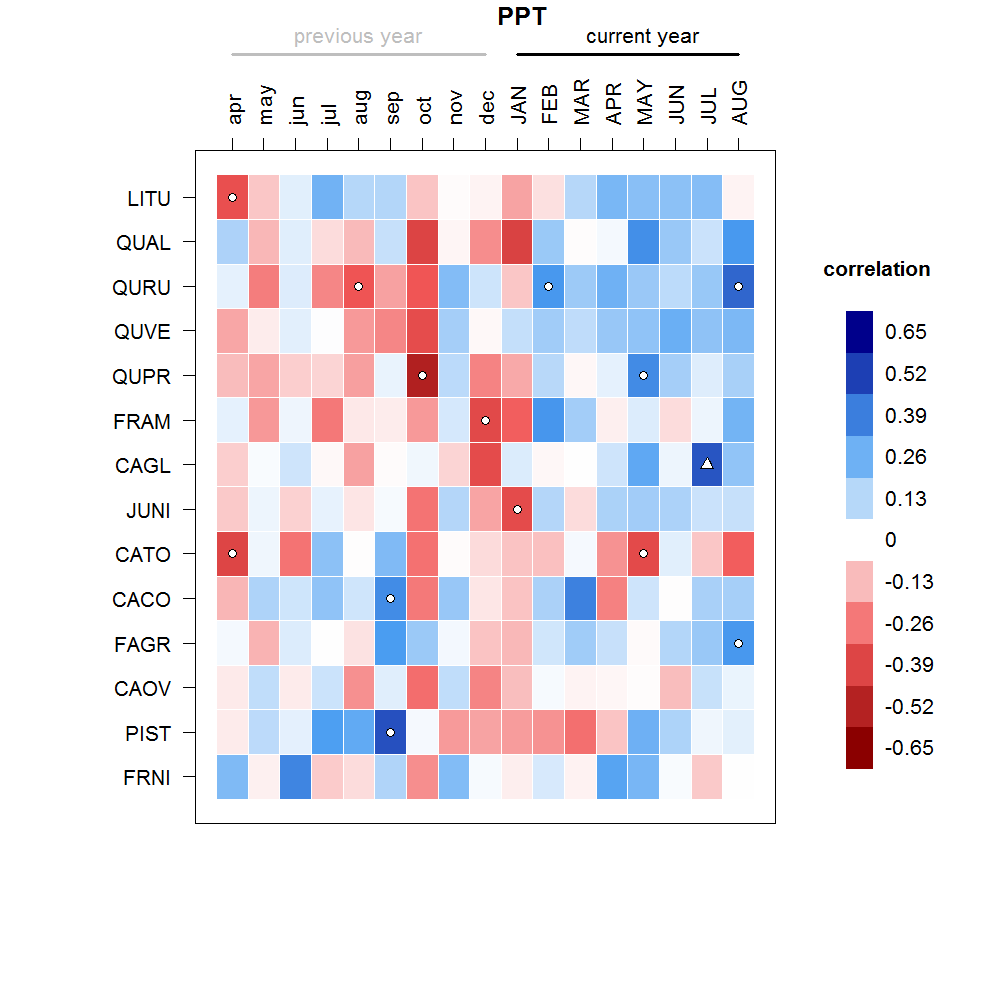 PPT
previous year current year
apr may jun jul aug sep oct nov dec JAN FEB MAR APR MAY JUN JUL AUG
LITU
QUAL
QURU
QUVE
QUPR
FRAM
CAGL
JUNI
CATO
CACO
FAGR
CAOV
PIST
FRNI
correlation
0.65
0.52
0.39
0.26
0.13
0
-0.13
-0.26
-0.39
-0.52
-0.65